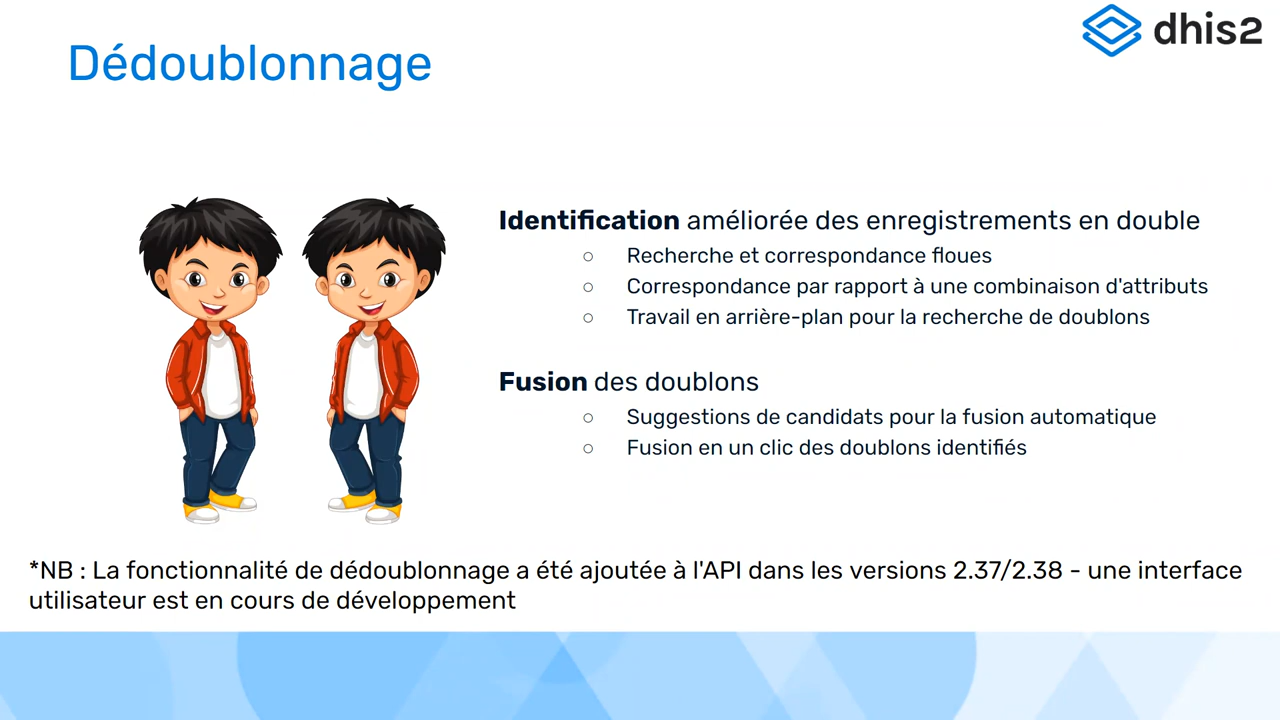 dhis2
Dédoublonnage
Identification améliorée des enregistrements en double
○ Recherche et correspondance floues
○ Correspondance par rapport à une combinaison d'attributs
○ Travail en arrière-plan pour la recherche de doublons
Fusion des doublons
○ Suggestions de candidats pour la fusion automatique
○ Fusion en un clic des doublons identifiés
*NB : La fonctionnalité de dédoublonnage a été ajoutée à l'API dans les versions 2.37/2.38 - une interface
utilisateur est en cours de développement